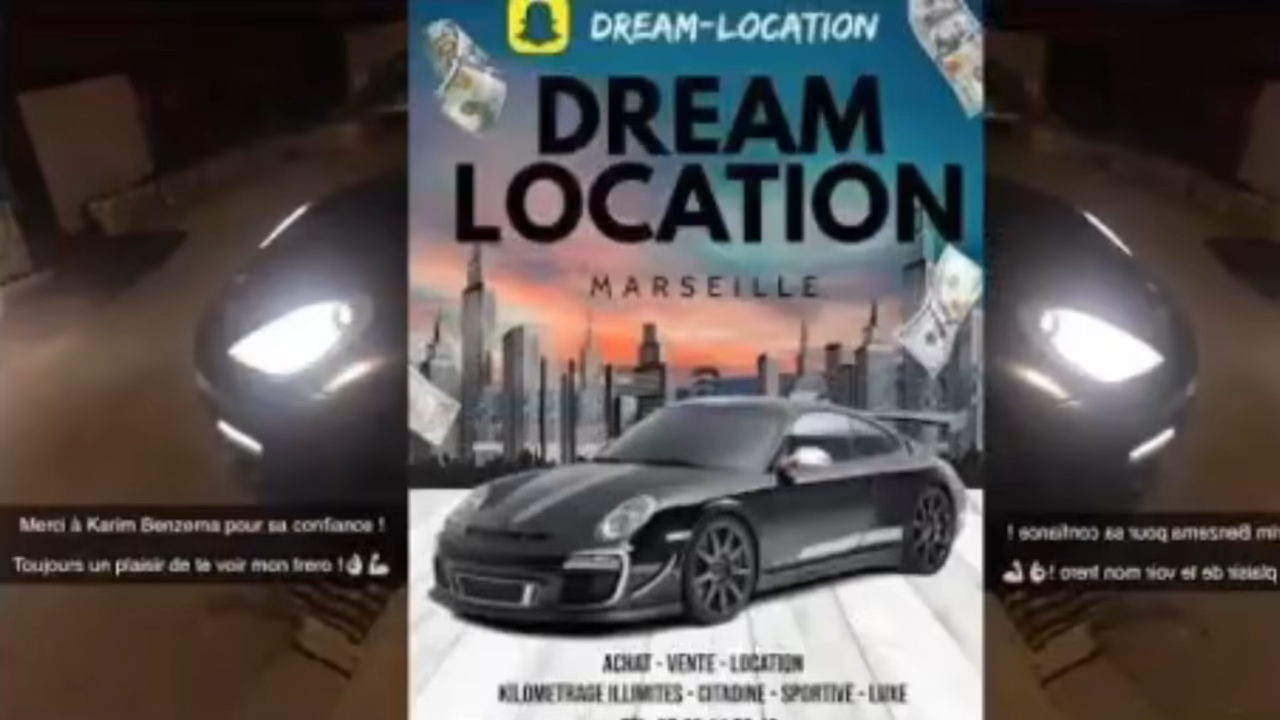 DREAM-LOCATION
DREAM
LOCATION
MARSEILLE
Merci à Karim Benzema pour sa confiance !
Toujours un plaisir de te voir mon frero !👌💪
ACHAT - VENTE - LOCATION
KILOMETRAGE ILLIMITES - CITADINE - SPORTIVE - LUXE